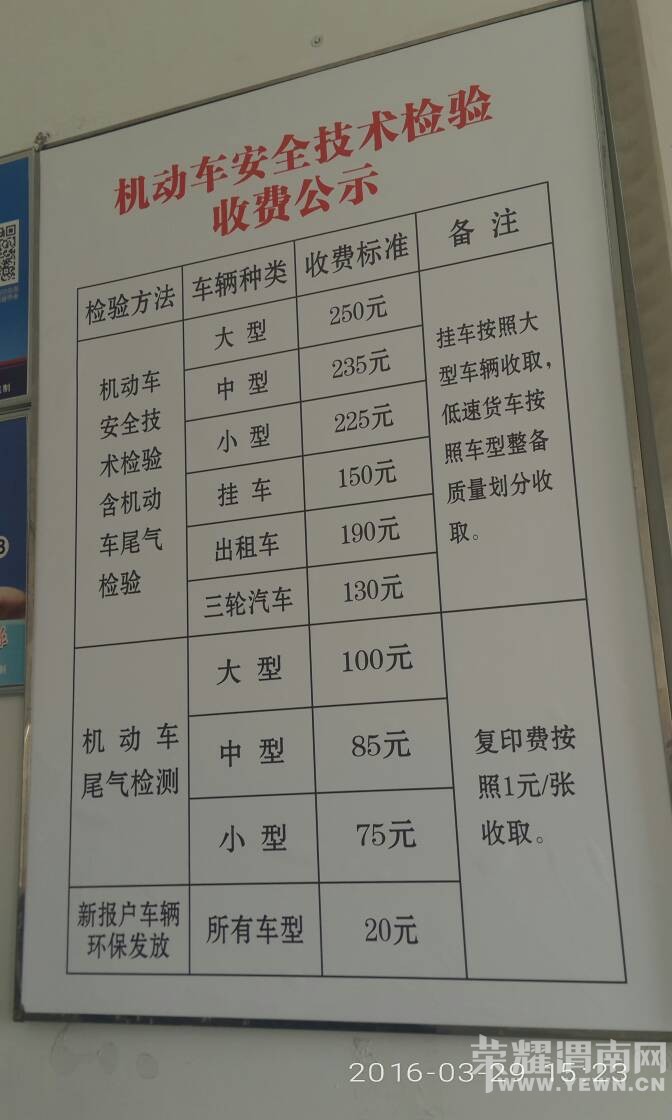 机动车安全技术检验
收费公示
检验方法 车辆种类 收费标准 备 注
机动车
安全技
术检验
含机动
车尾气
检验
大 型 250元
中 型 235元
小 型 225元
挂 车 150元
出租车 190元
三轮汽车 130元
挂车按照大
型车辆收取,
低速货车按
照车型整备
质量划分收
取。
机 动 车
尾气检测
大 型 100元
中 型 85元
小 型 75元
复印费按
照1元/张
收取。
新报户车辆
环保发放
所有车型 20元
荣耀渭南网
2016-03-29 15:23
WWW.YEWN.CN